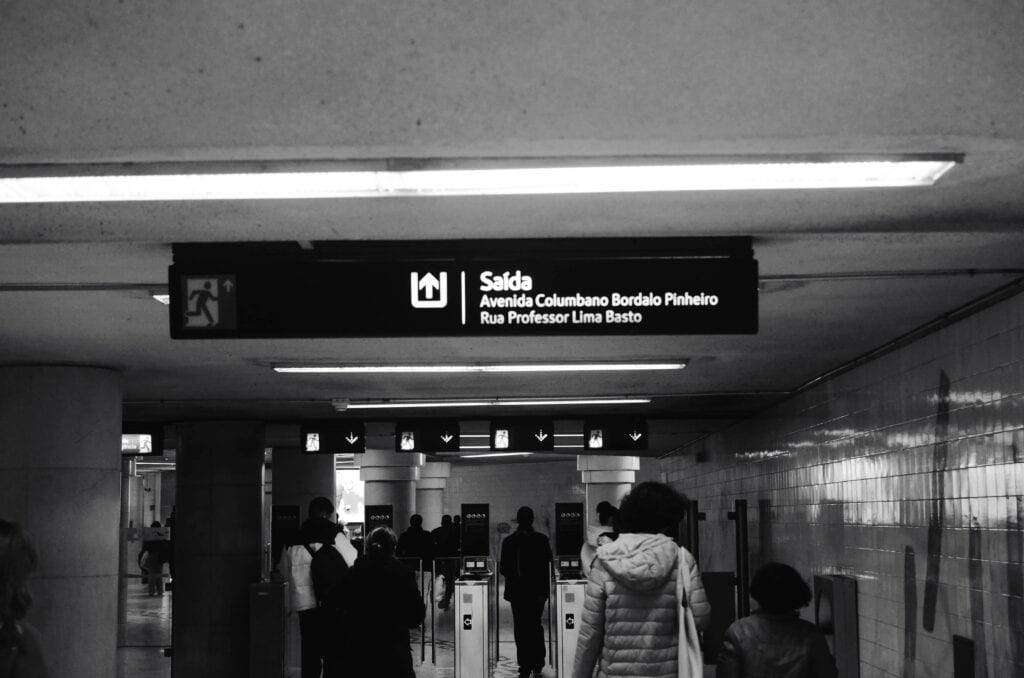 Saída
Avenida Columbano Bordalo Pinheiro
Rua Professor Lima Basto